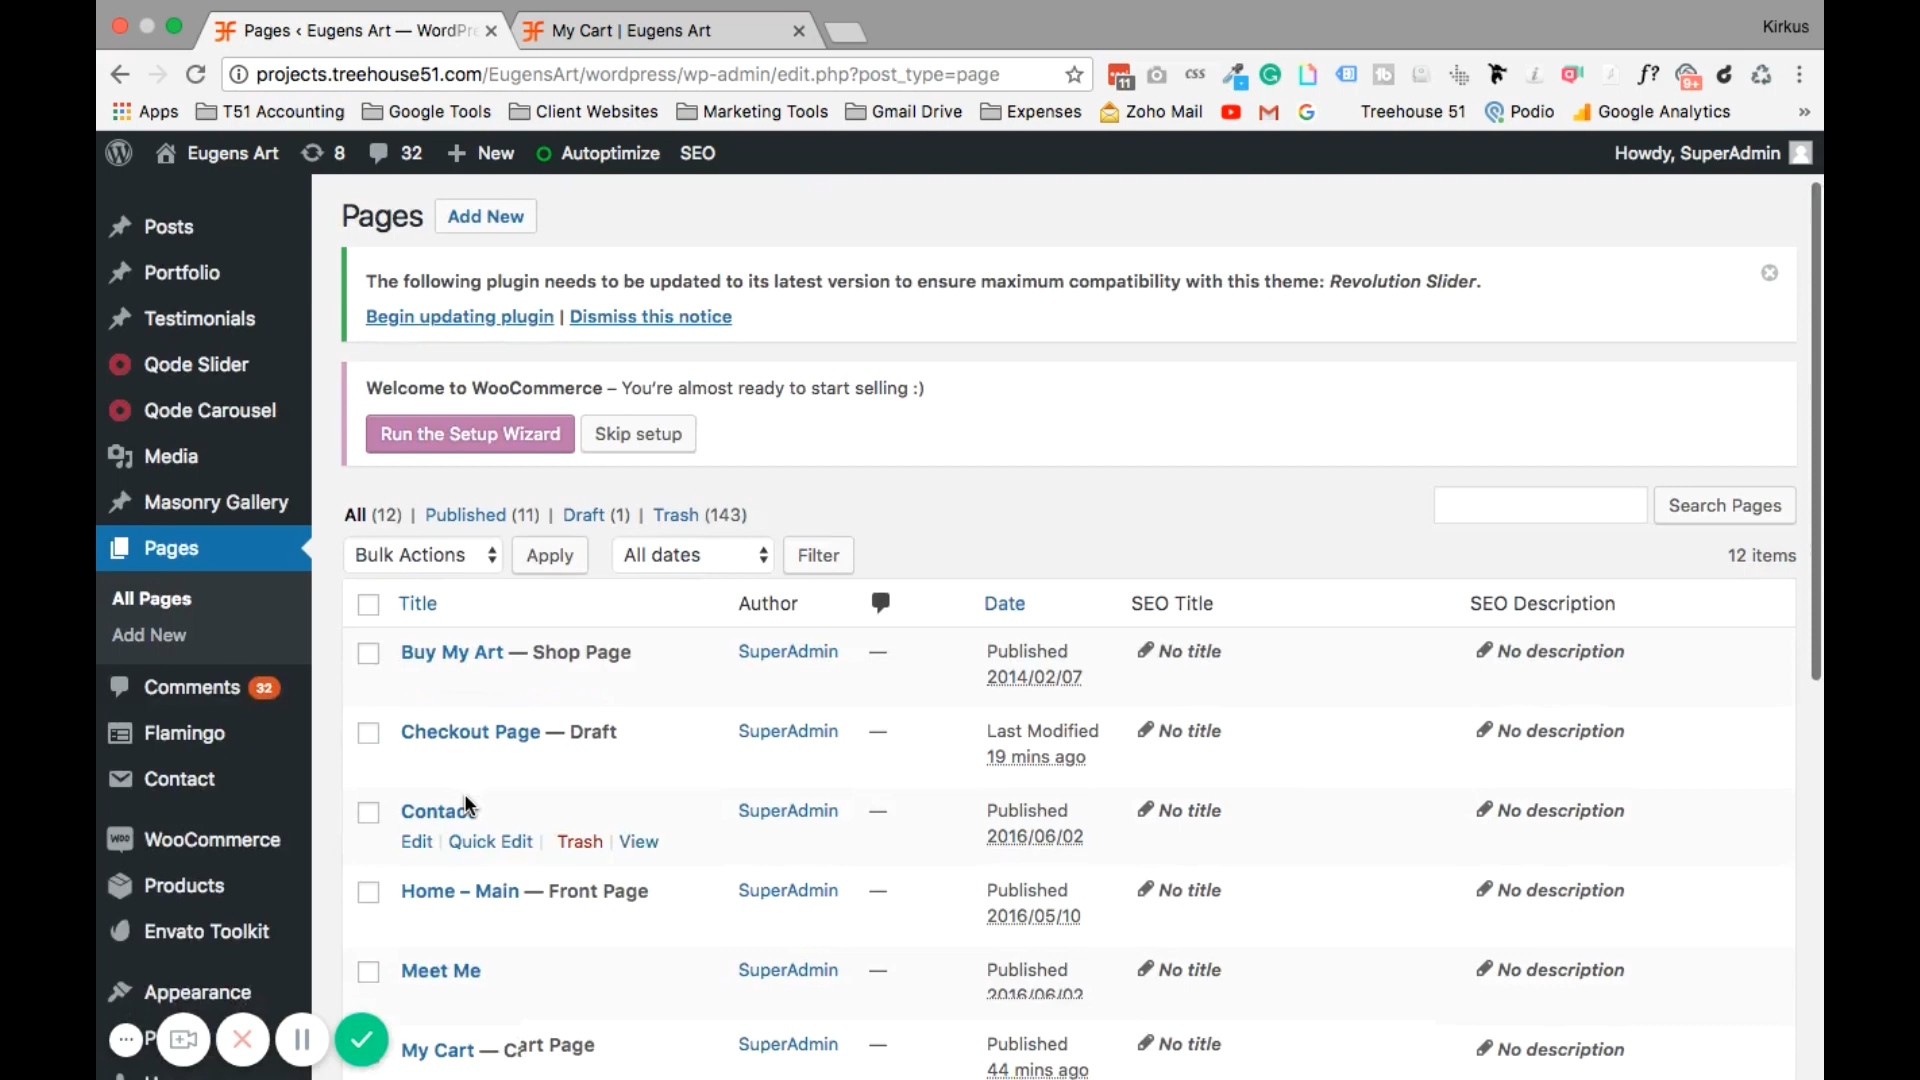 Pages ‹ Eugens Art — WordPre
My Cart | Eugens Art
Kirkus
projects.treehouse51.com/EugensArt/wordpress/wp-admin/edit.php?post_type=page
11
css
f?
9+
Apps
T51 Accounting
Google Tools
Client Websites
Marketing Tools
Gmail Drive
Expenses
Zoho Mail
Treehouse 51
Podio
Google Analytics
»
Eugens Art
8
32
New
Autoptimize
SEO
Howdy, SuperAdmin
Posts
Portfolio
Testimonials
Qode Slider
Qode Carousel
Media
Masonry Gallery
Pages
All Pages
Add New
Comments 32
Flamingo
Contact
WooCommerce
Products
Envato Toolkit
Appearance
Pages
Add New
The following plugin needs to be updated to its latest version to ensure maximum compatibility with this theme: Revolution Slider.
Begin updating plugin | Dismiss this notice
Welcome to WooCommerce – You're almost ready to start selling :)
Run the Setup Wizard
Skip setup
All (12) | Published (11) | Draft (1) | Trash (143)
Search Pages
Bulk Actions
Apply
All dates
Filter
12 items
Title
Author
Date
SEO Title
SEO Description
Buy My Art — Shop Page
SuperAdmin
—
Published
2014/02/07
No title
No description
Checkout Page — Draft
SuperAdmin
—
Last Modified
19 mins ago
No title
No description
Contact
Edit | Quick Edit | Trash | View
SuperAdmin
—
Published
2016/06/02
No title
No description
Home – Main — Front Page
SuperAdmin
—
Published
2016/05/10
No title
No description
Meet Me
SuperAdmin
—
Published
2016/06/02
No title
No description
My Cart — Cart Page
SuperAdmin
—
Published
44 mins ago
No title
No description